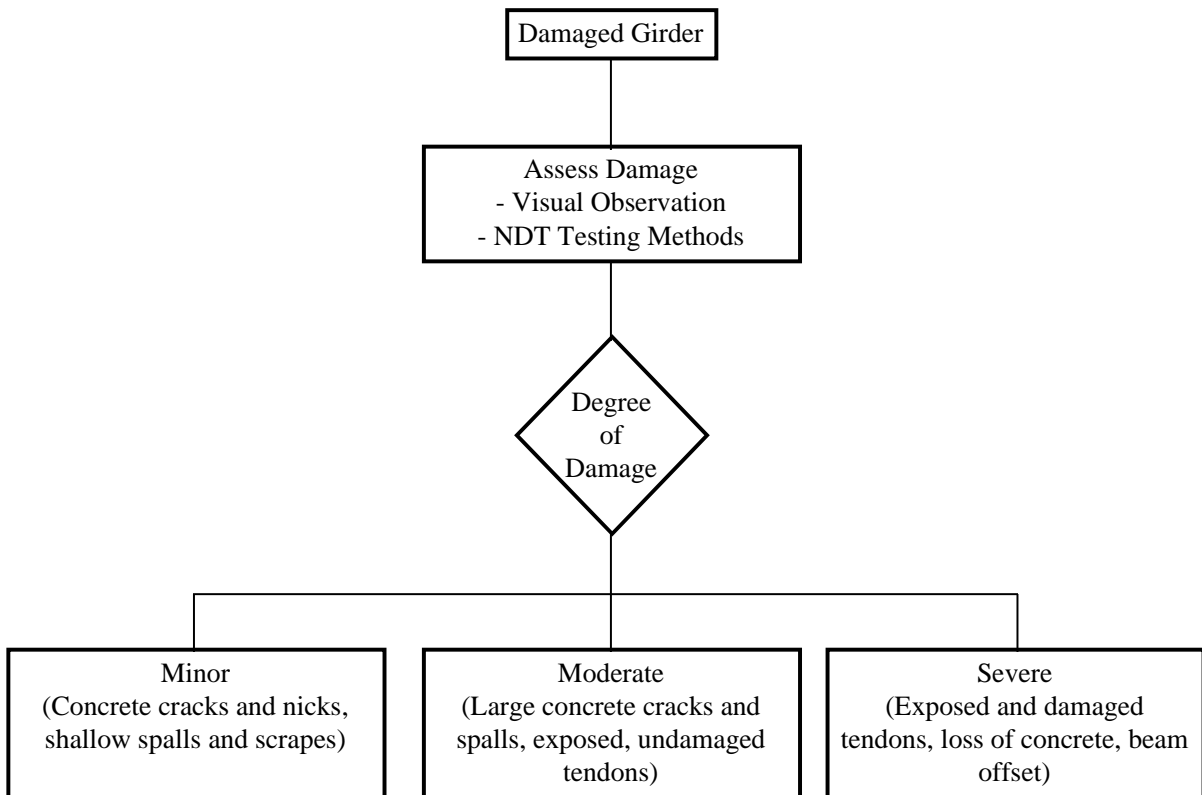 Damaged Girder
Assess Damage
- Visual Observation
- NDT Testing Methods
Degree
of
Damage
Minor
(Concrete cracks and nicks,
shallow spalls and scrapes)
Moderate
(Large concrete cracks and
spalls, exposed, undamaged
tendons)
Severe
(Exposed and damaged
tendons, loss of concrete, beam
offset)